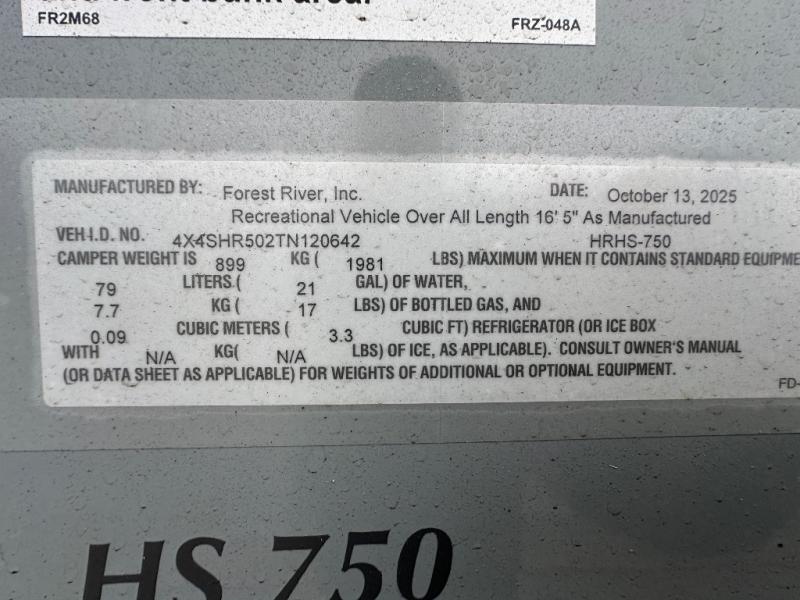 FR2M68 FRZ-048A
MANUFACTURED BY: Forest River, Inc. DATE: October 13, 2025
Recreational Vehicle Over All Length 16' 5" As Manufactured
VEH I.D. NO. 4X4SHR502TN120642 HRHS-750
CAMPER WEIGHT IS 899 KG ( 1981 LBS) MAXIMUM WHEN IT CONTAINS STANDARD EQUIPME
79 LITERS ( 21 GAL) OF WATER,
7.7 KG ( 17 LBS) OF BOTTLED GAS, AND
0.09 CUBIC METERS ( 3.3 CUBIC FT) REFRIGERATOR (OR ICE BOX
WITH N/A KG( N/A LBS) OF ICE, AS APPLICABLE). CONSULT OWNER'S MANUAL
(OR DATA SHEET AS APPLICABLE) FOR WEIGHTS OF ADDITIONAL OR OPTIONAL EQUIPMENT.
FD-
HS 750